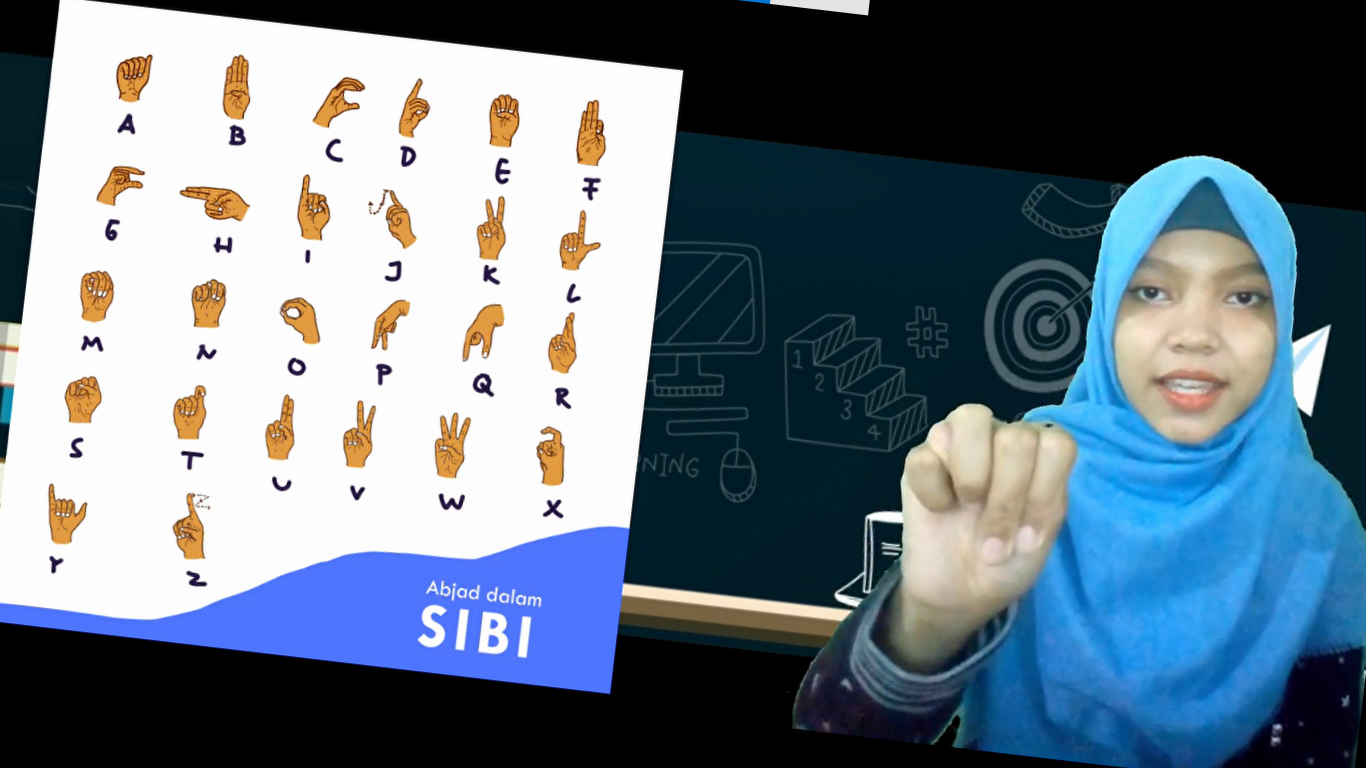 A B C D E F
G H I J K L
M N O P Q R
S T U V W X
Y Z
Abjad dalam
SIBI
1
2
3
4
#
NING